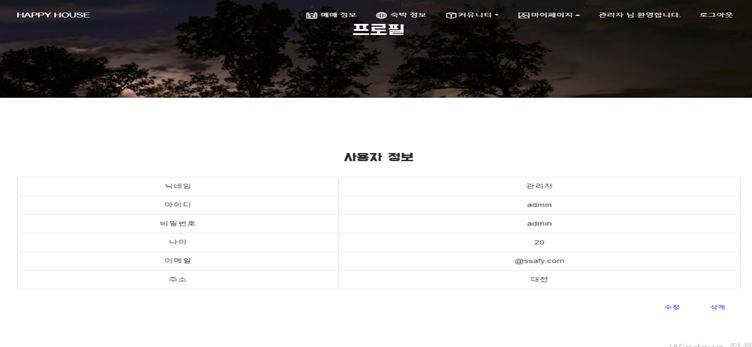 HAPPY HOUSE 매매 정보 숙박 정보 커뮤니티 마이페이지 관리자 님 환영합니다. 로그아웃
프로필
사용자 정보
닉네임 관리자
아이디 admin
비밀번호 admin
나이 20
이메일 @ssafy.com
주소 대전
수정 삭제
Windows